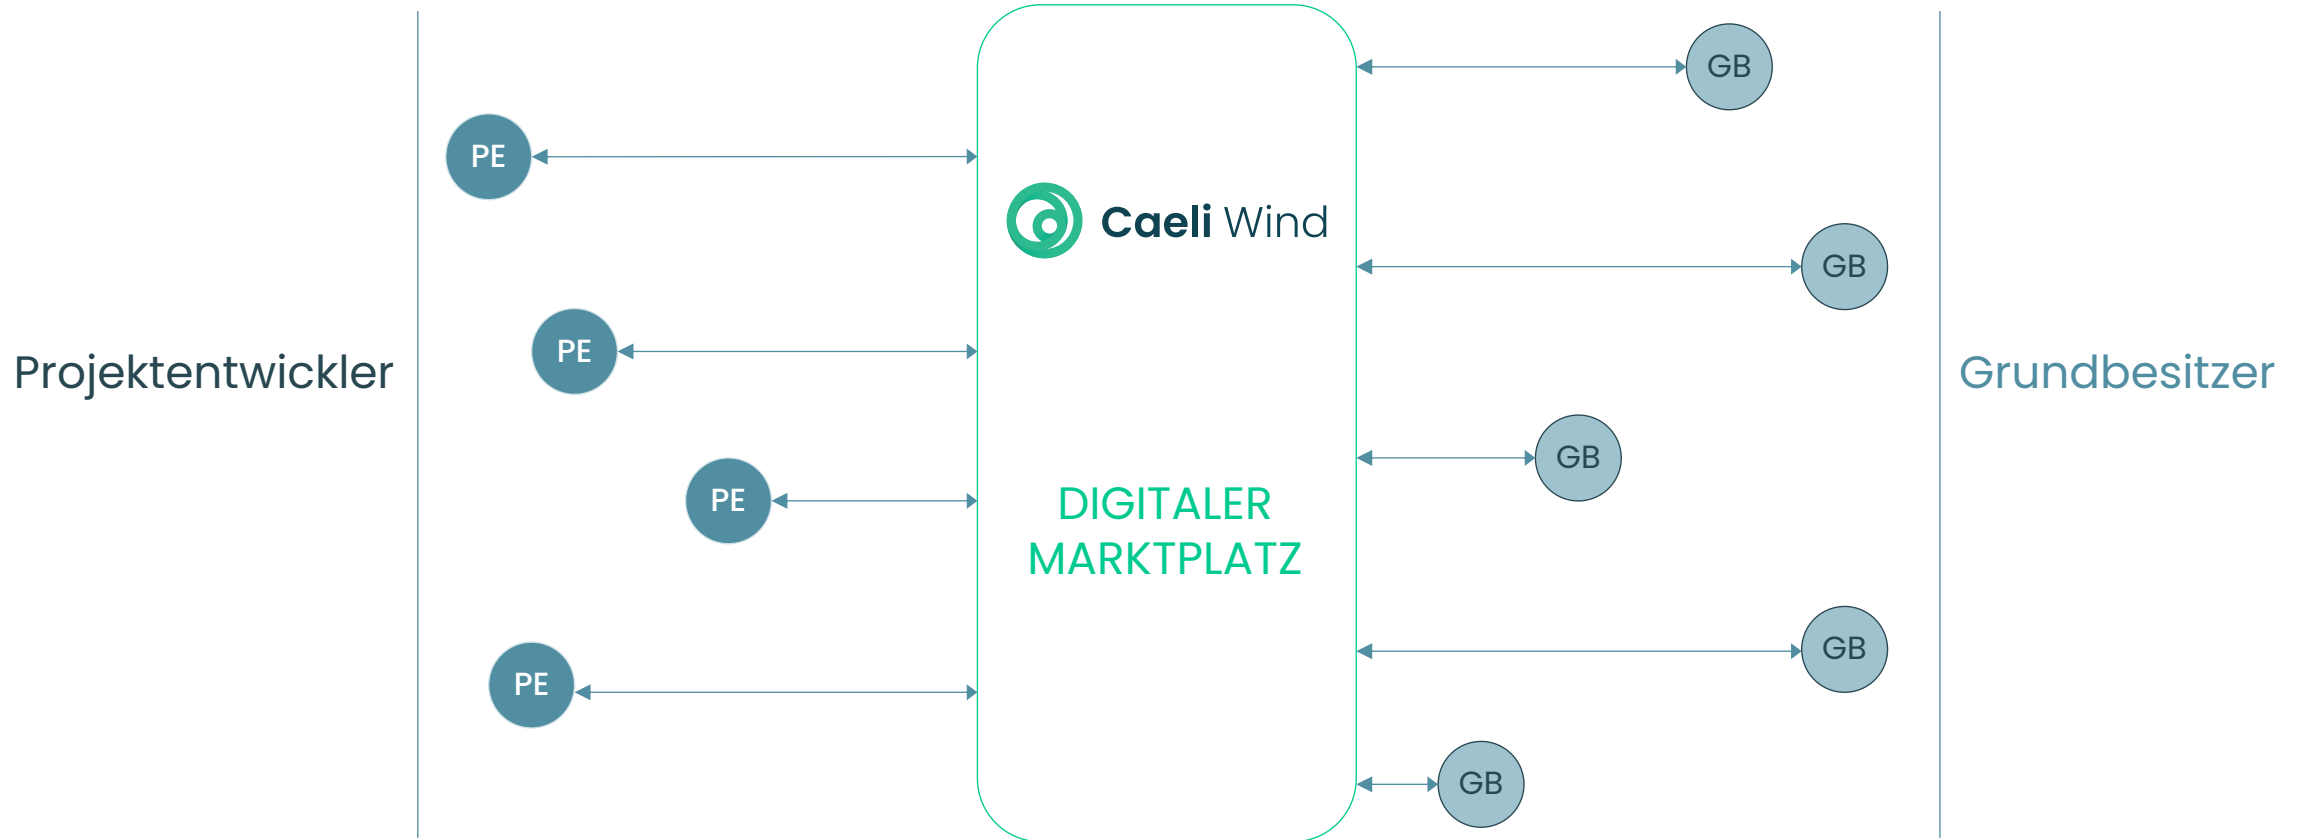 Projektentwickler
PE
PE
PE
PE
Caeli Wind
DIGITALER
MARKTPLATZ
GB
GB
GB
GB
GB
Grundbesitzer